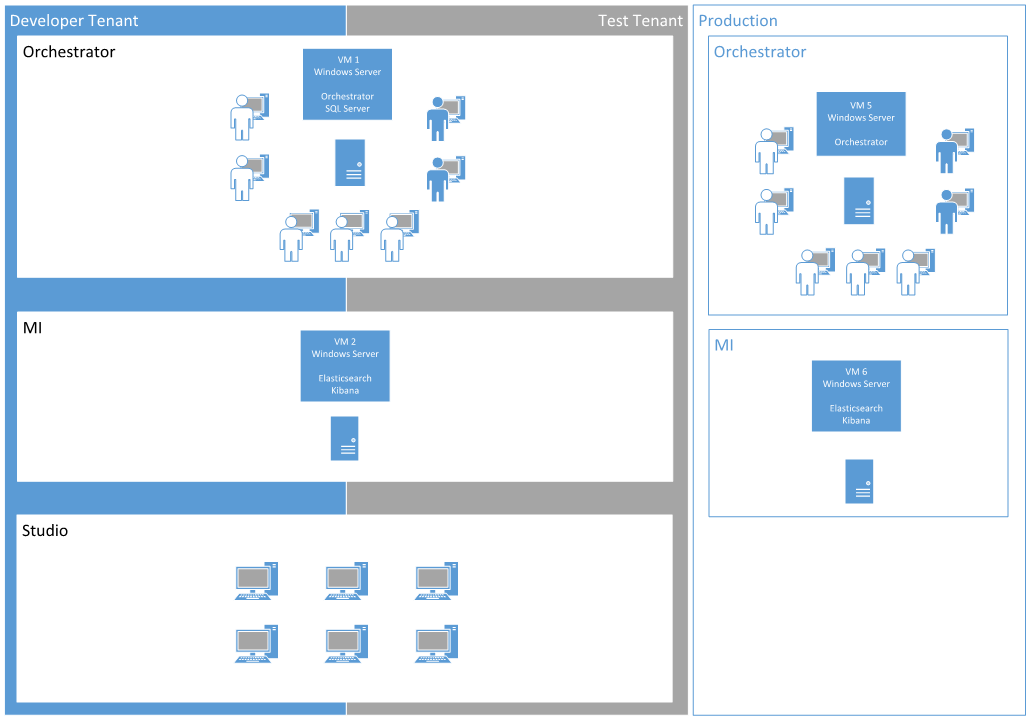 Developer Tenant
Test Tenant
Orchestrator
VM 1
Windows Server
Orchestrator
SQL Server
MI
VM 2
Windows Server
Elasticsearch
Kibana
Studio
Production
Orchestrator
VM 5
Windows Server
Orchestrator
MI
VM 6
Windows Server
Elasticsearch
Kibana